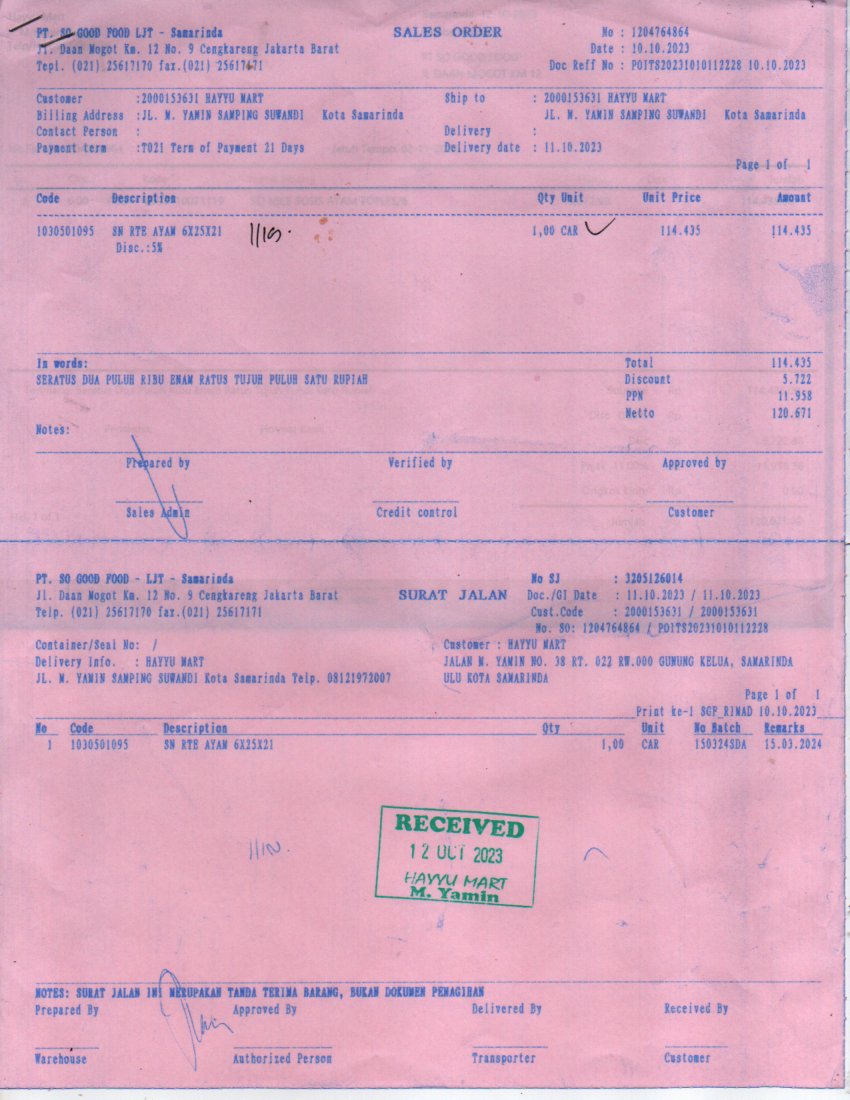 PT. SO GOOD FOOD LJT - Samarinda
SALES ORDER
No : 1204764864
Jl. Daan Mogot Km. 12 No. 9 Cengkareng Jakarta Barat
Date : 10.10.2023
Tepl. (021) 25617170 fax.(021) 25617171
Doc Reff No : POITS20231010112228 10.10.2023
Customer :2000153631 HAYYU MART
Ship to : 2000153631 HAYYU MART
Billing Address :JL. M. YAMIN SAMPING SUWANDI Kota Samarinda
JL. M. YAMIN SAMPING SUWANDI Kota Samarinda
Contact Person :
Delivery :
Payment term :T021 Term of Payment 21 Days
Delivery date : 11.10.2023
Page 1 of 1
Code Description Qty Unit Unit Price Amount
1030501095 SN RTE AYAM 6X25X21 1,00 CAR 114.435 114.435
Disc.:5%
In words:
Total 114.435
SERATUS DUA PULUH RIBU ENAM RATUS TUJUH PULUH SATU RUPIAH
Discount 5.722
PPN 11.958
Netto 120.671
Notes:
Prepared by Verified by Approved by
Sales Admin Credit control Customer
PT. SO GOOD FOOD - LJT - Samarinda
No SJ : 3205126014
Jl. Daan Mogot Km. 12 No. 9 Cengkareng Jakarta Barat
SURAT JALAN
Doc./GI Date : 11.10.2023 / 11.10.2023
Telp. (021) 25617170 fax.(021) 25617171
Cust.Code : 2000153631 / 2000153631
No. SO: 1204764864 / POITS20231010112228
Container/Seal No: /
Customer : HAYYU MART
Delivery Info. : HAYYU MART
JALAN M. YAMIN NO. 38 RT. 022 RW.000 GUNUNG KELUA, SAMARINDA
JL. M. YAMIN SAMPING SUWANDI Kota Samarinda Telp. 08121972007
ULU KOTA SAMARINDA
Page 1 of 1
Print ke-1 SGF_RIMAD 10.10.2023
No Code Description Qty Unit No Batch Remarks
1 1030501095 SN RTE AYAM 6X25X21 1,00 CAR 150324SDA 15.03.2024
RECEIVED
12 OCT 2023
HAYYU MART
M. Yamin
NOTES: SURAT JALAN INI MERUPAKAN TANDA TERIMA BARANG, BUKAN DOKUMEN PENAGIHAN
Prepared By Approved By Delivered By Received By
Warehouse Authorized Person Transporter Customer